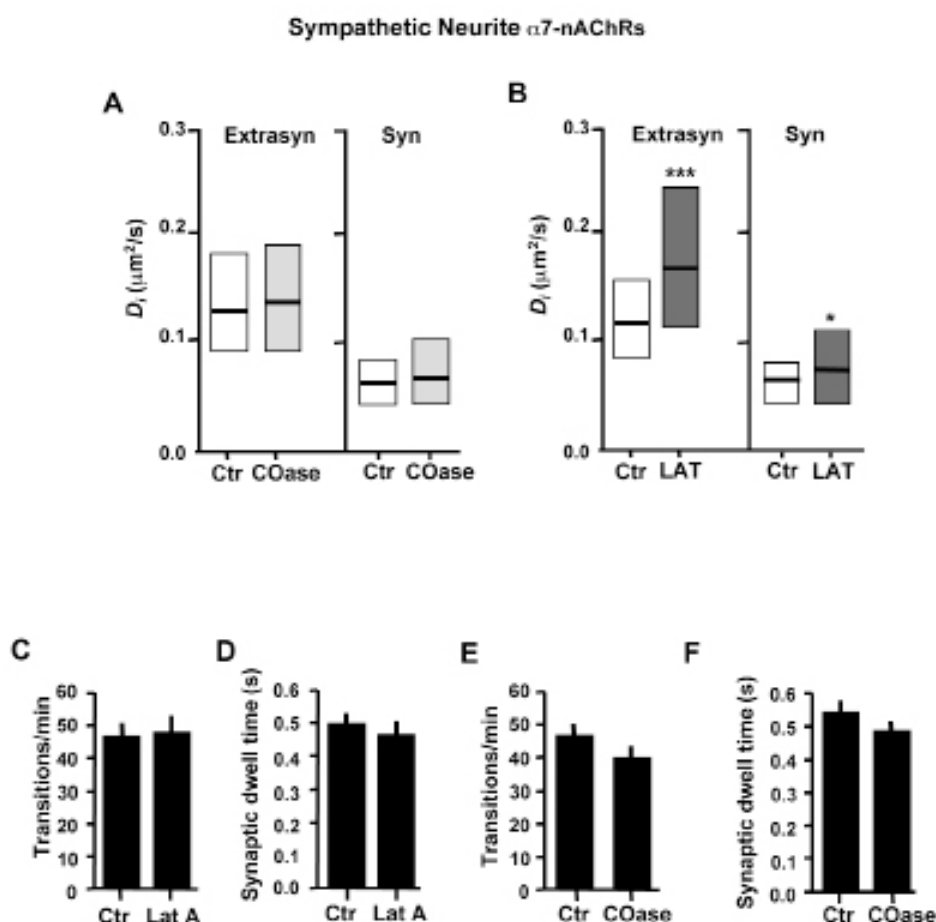 Sympathetic Neurite α7-nAChRs
A
Extrasyn Syn
Di (μm²/s)
0.3
0.2
0.1
0.0
Ctr COase Ctr COase
B
Extrasyn Syn
***
*
Di (μm²/s)
0.3
0.2
0.1
0.0
Ctr LAT Ctr LAT
C
Transitions/min
60
50
40
30
20
10
0
Ctr Lat A
D
Synaptic dwell time (s)
0.6
0.5
0.4
0.3
0.2
0.1
0.0
Ctr Lat A
E
Transitions/min
60
50
40
30
20
10
0
Ctr COase
F
Synaptic dwell time (s)
0.6
0.5
0.4
0.3
0.2
0.1
0.0
Ctr COase